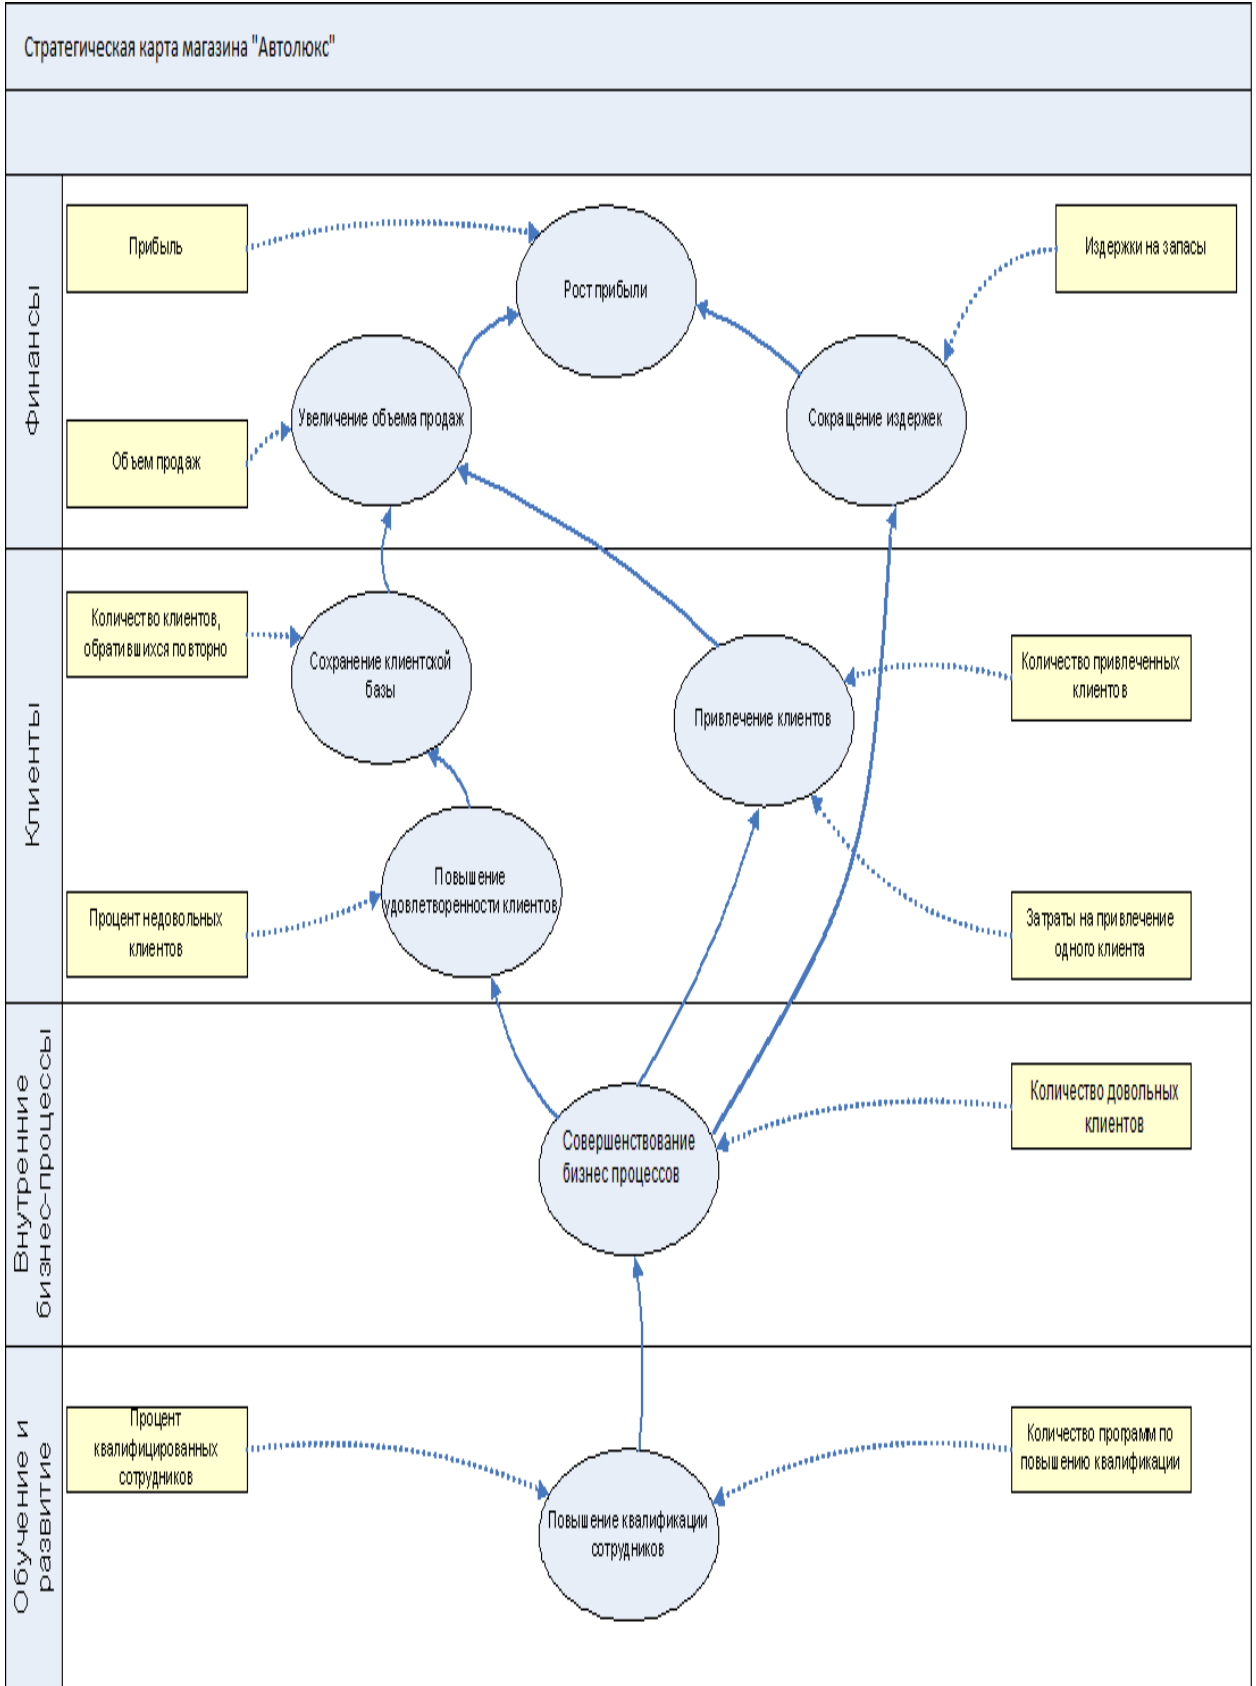 Стратегическая карта магазина "Автолюкс"
Финансы
Прибыль
Рост прибыли
Издержки на запасы
Увеличение объема продаж
Сокращение издержек
Объем продаж
Клиенты
Количество клиентов,
обратившихся повторно
Сохранение клиентской
базы
Количество привлеченных
клиентов
Привлечение клиентов
Повышение
удовлетворенности клиентов
Процент недовольных
клиентов
Затраты на привлечение
одного клиента
Внутренние
бизнес-процессы
Количество довольных
клиентов
Совершенствование
бизнес процессов
Обучение и
развитие
Процент
квалифицированных
сотрудников
Количество программ по
повышению квалификации
Повышение квалификации
сотрудников